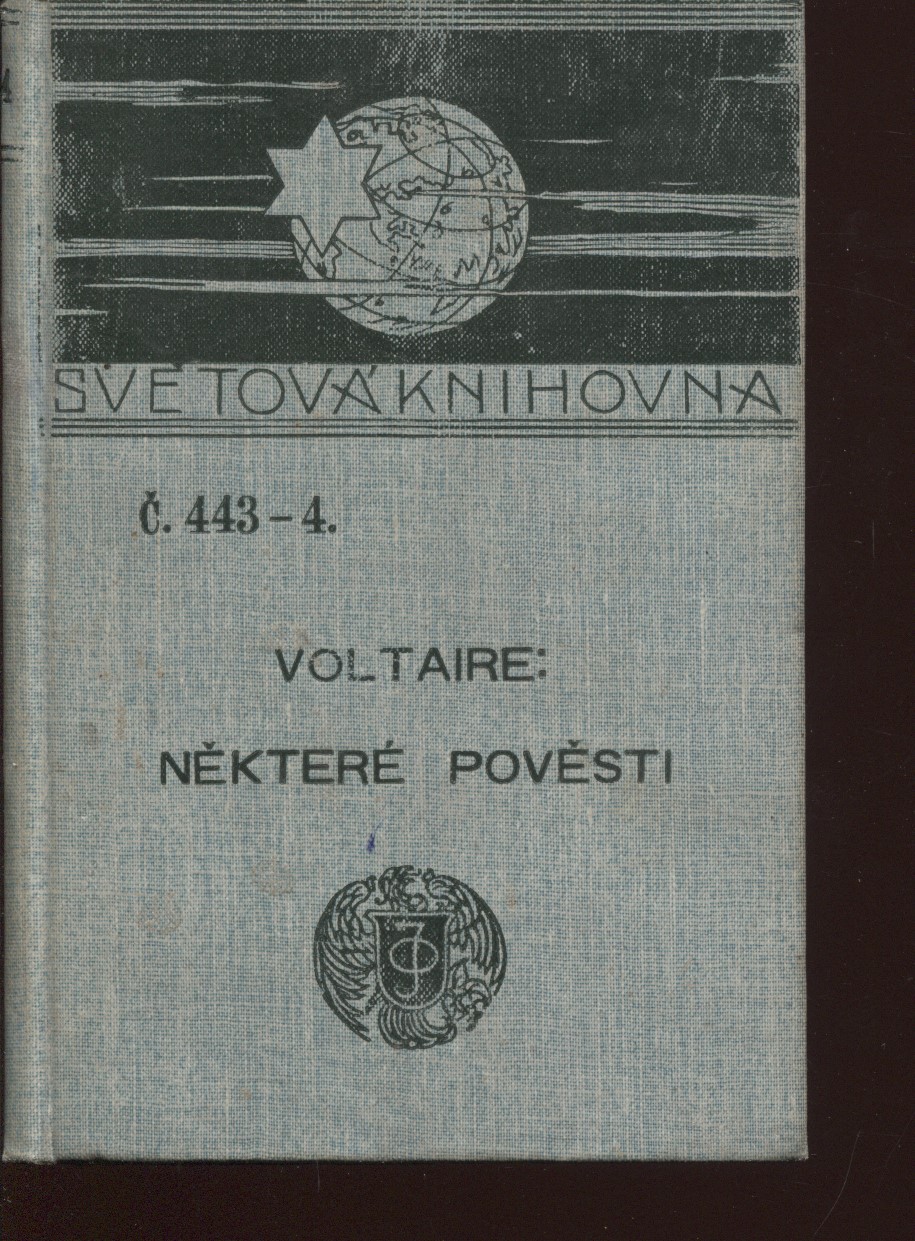 SVĚTOVÁ KNIHOVNA
Č. 443 – 4.
VOLTAIRE:
NĚKTERÉ POVĚSTI